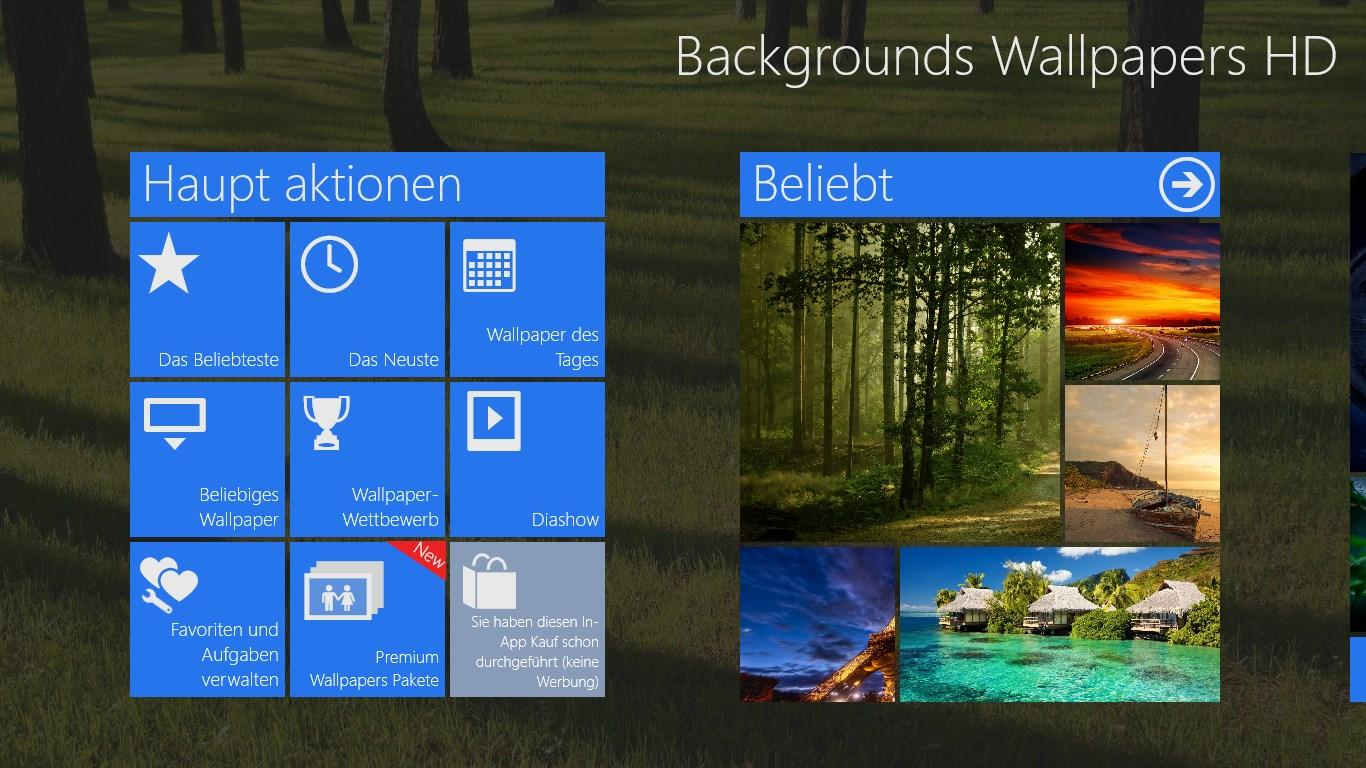 Backgrounds Wallpapers HD
Haupt aktionen
Das Beliebteste
Das Neuste
Wallpaper des
Tages
Beliebiges
Wallpaper
Wallpaper-
Wettbewerb
Diashow
Favoriten und
Aufgaben
verwalten
New
Premium
Wallpapers Pakete
Sie haben diesen In-
App Kauf schon
durchgeführt (keine
Werbung)
Beliebt